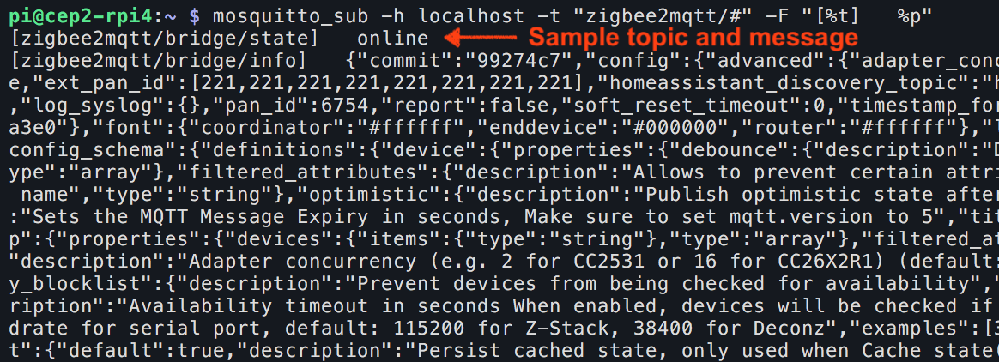 pi@cep2-rpi4:~ $ mosquitto_sub -h localhost -t "zigbee2mqtt/#" -F "[%t]   %p"
[zigbee2mqtt/bridge/state]   online Sample topic and message
[zigbee2mqtt/bridge/info]   {"commit":"99274c7","config":{"advanced":{"adapter_conc
e,"ext_pan_id":[221,221,221,221,221,221,221,221],"homeassistant_discovery_topic":"h
,"log_syslog":{},"pan_id":6754,"report":false,"soft_reset_timeout":0,"timestamp_for
a3e0"},"font":{"coordinator":"#ffffff","enddevice":"#000000","router":"#ffffff"},"l
config_schema":{"definitions":{"device":{"properties":{"debounce":{"description":"D
ype":"array"},"filtered_attributes":{"description":"Allows to prevent certain attri
name","type":"string"},"optimistic":{"description":"Publish optimistic state after
:"Sets the MQTT Message Expiry in seconds, Make sure to set mqtt.version to 5","tit
p":{"properties":{"devices":{"items":{"type":"string"},"type":"array"},"filtered_at
"description":"Adapter concurrency (e.g. 2 for CC2531 or 16 for CC26X2R1) (default:
y_blocklist":{"description":"Prevent devices from being checked for availability","
ription":"Availability timeout in seconds When enabled, devices will be checked if
drate for serial port, default: 115200 for Z-Stack, 38400 for Deconz","examples":[3
t":{"default":true,"description":"Persist cached state, only used when Cache state(